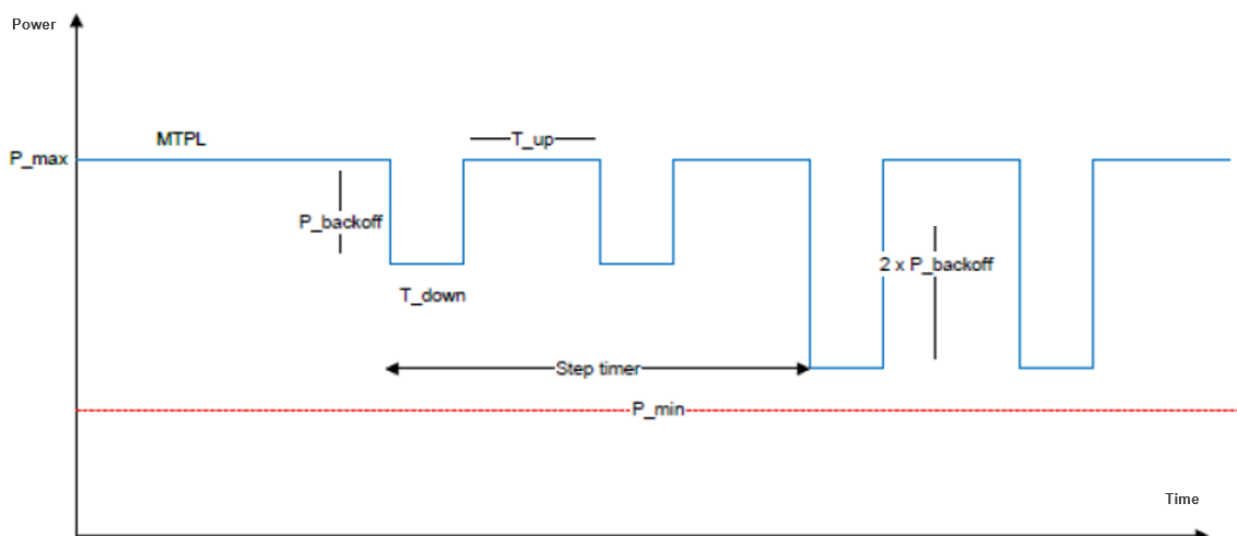 Power
MTPL
T_up
P_max
P_backoff
2 x P_backoff
T_down
Step timer
P_min
Time